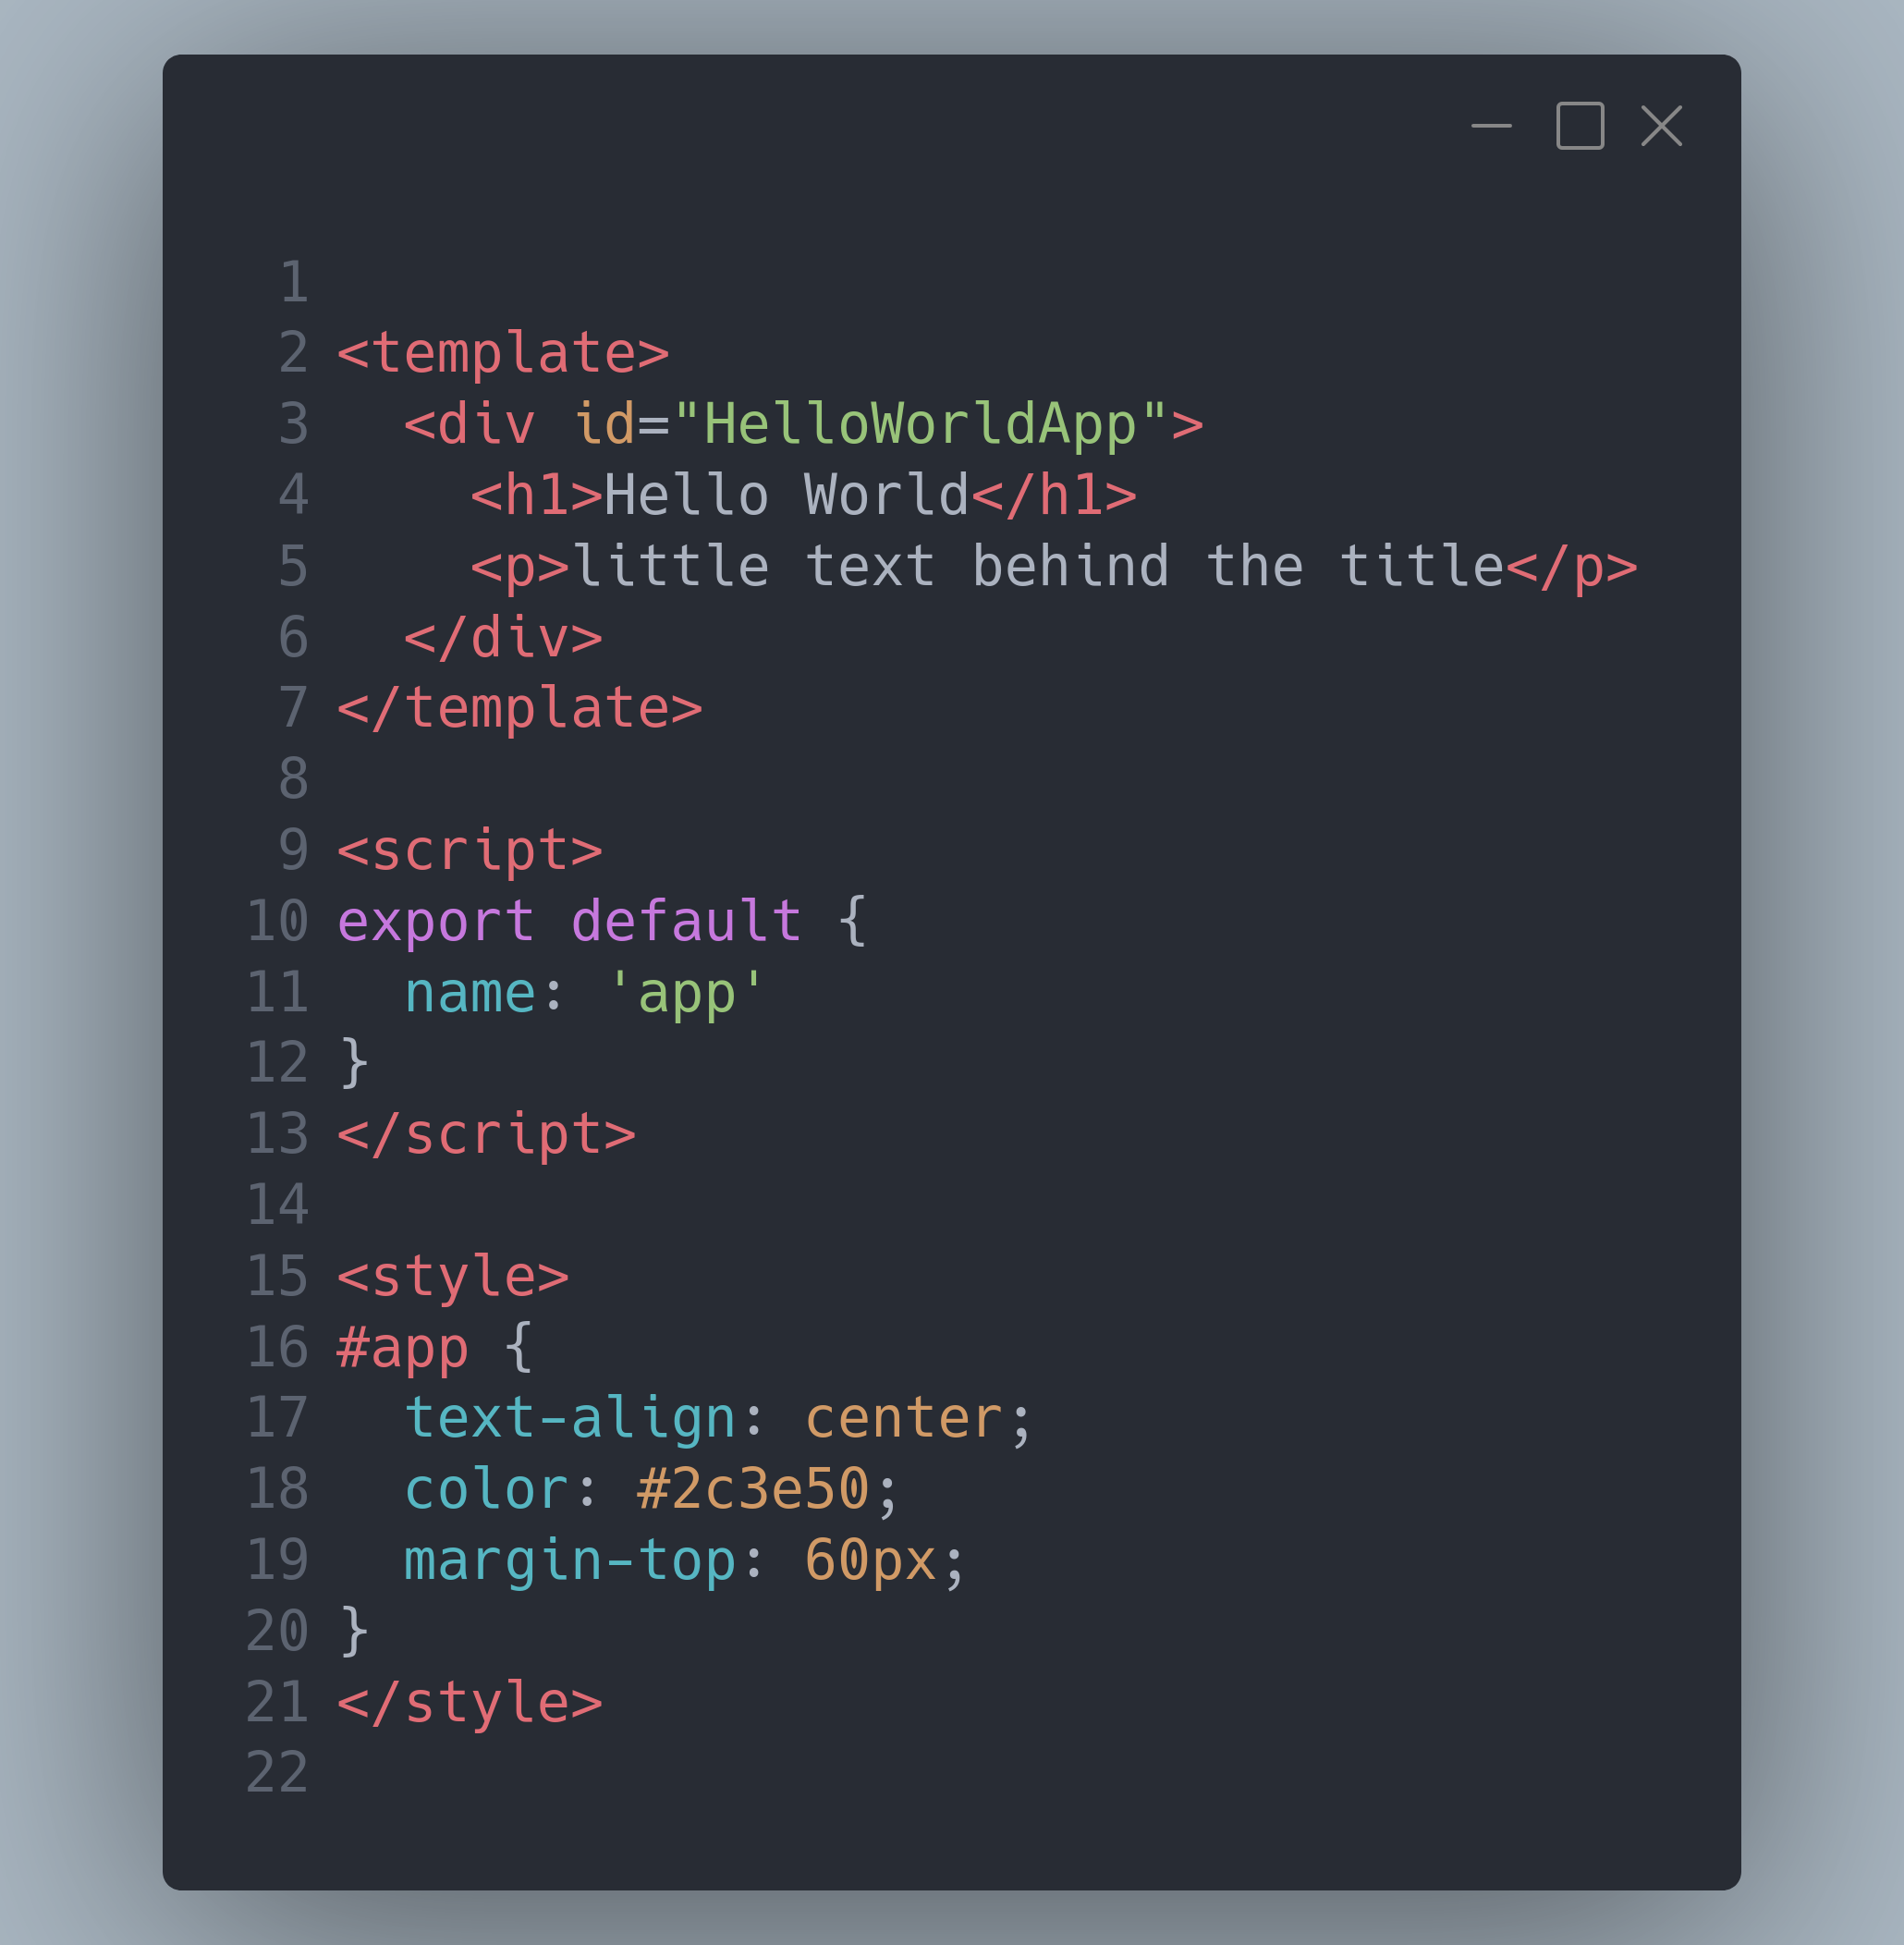 1
2 <template>
3   <div id="HelloWorldApp">
4     <h1>Hello World</h1>
5     <p>little text behind the title</p>
6   </div>
7 </template>
8
9 <script>
10 export default {
11   name: 'app'
12 }
13 </script>
14
15 <style>
16 #app {
17   text-align: center;
18   color: #2c3e50;
19   margin-top: 60px;
20 }
21 </style>
22